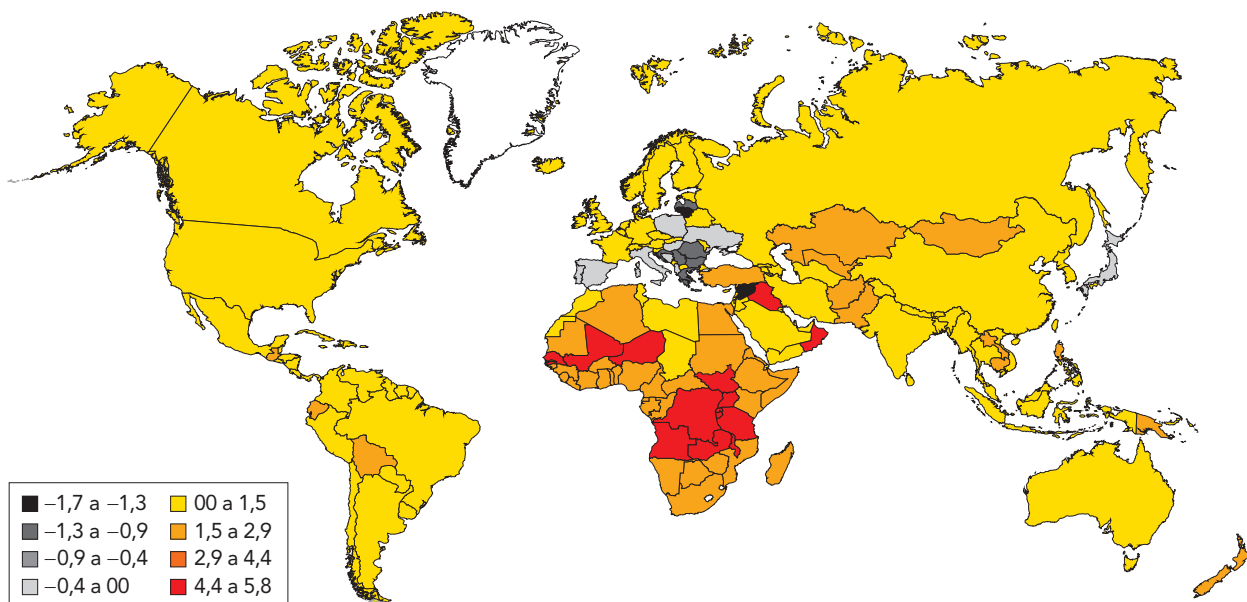 −1,7 a −1,3
−1,3 a −0,9
−0,9 a −0,4
−0,4 a 00
00 a 1,5
1,5 a 2,9
2,9 a 4,4
4,4 a 5,8